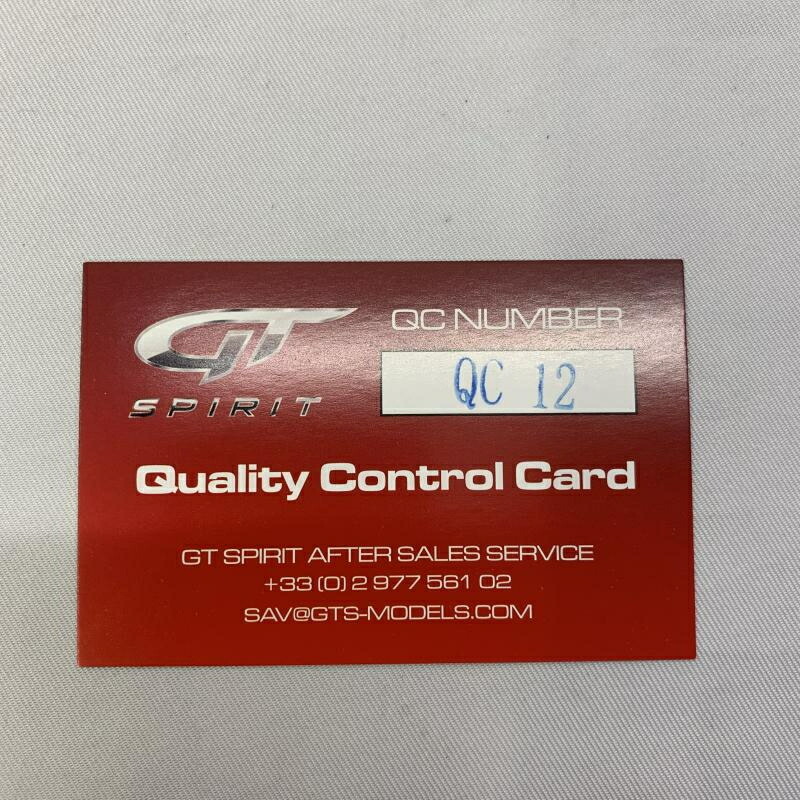 GT
SPIRIT
QC NUMBER
QC 12
Quality Control Card
GT SPIRIT AFTER SALES SERVICE
+33 (0) 2 977 561 02
SAV@GTS-MODELS.COM